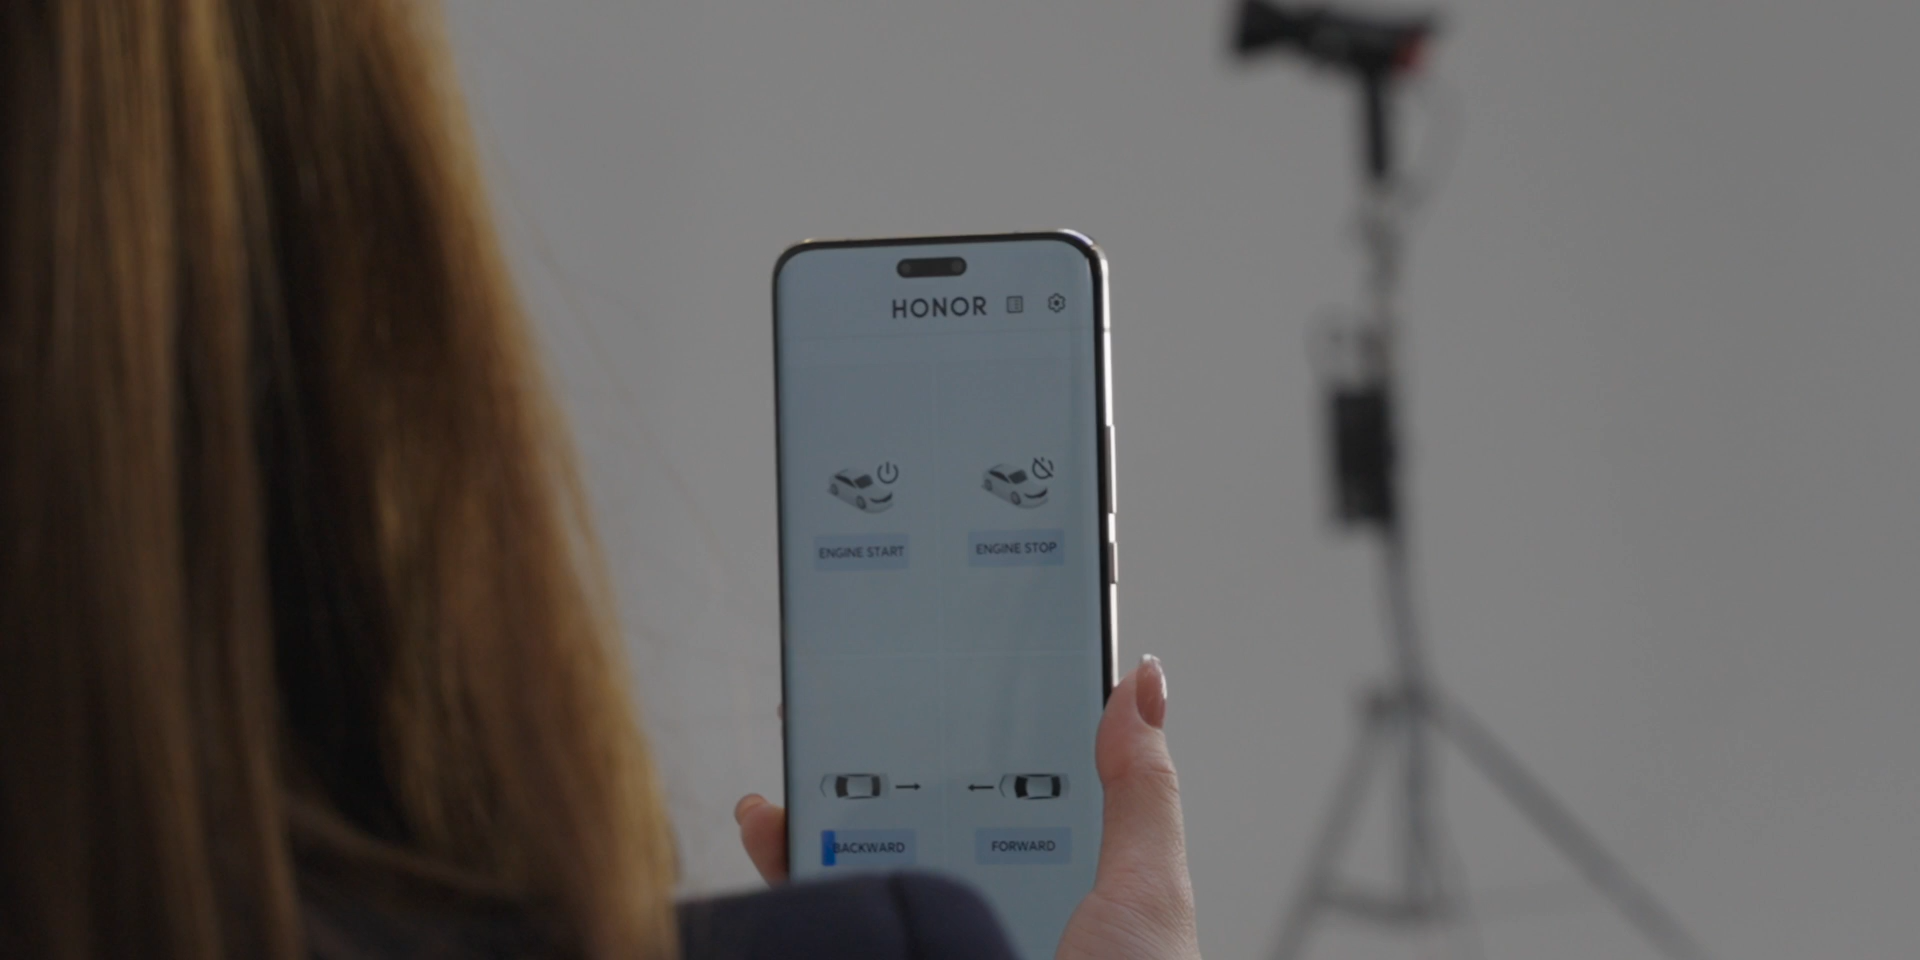 HONOR
ENGINE START
ENGINE STOP
BACKWARD
FORWARD